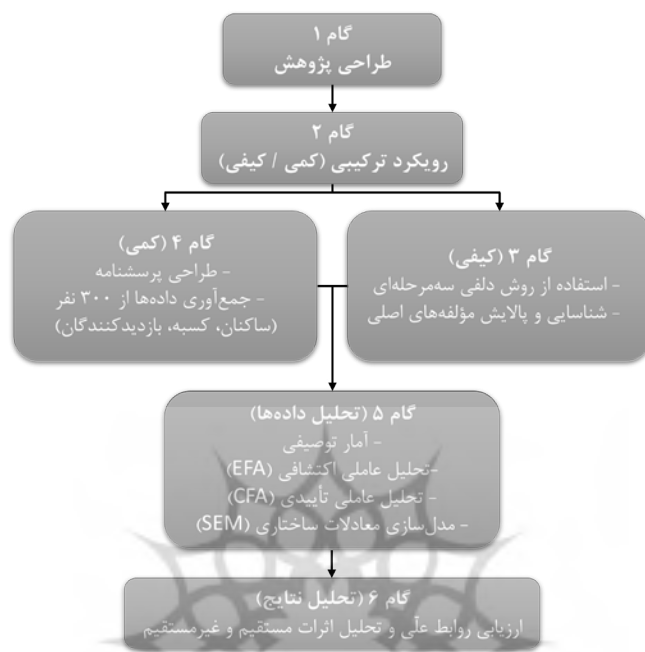 گام ۱
طراحی پژوهش
گام ۲
رویکرد ترکیبی (کمی / کیفی)
گام ۳ (کیفی)
- استفاده از روش دلفی سه‌مرحله‌ای
- شناسایی و پالایش مؤلفه‌های اصلی
گام ۴ (کمی)
- طراحی پرسشنامه
- جمع‌آوری داده‌ها از ۳۰۰ نفر
(ساکنان، کسبه، بازدیدکنندگان)
گام ۵ (تحلیل داده‌ها)
- آمار توصیفی
-تحلیل عاملی اکتشافی (EFA)
- تحلیل عاملی تأییدی (CFA)
- مدل‌سازی معادلات ساختاری (SEM)
گام ۶ (تحلیل نتایج)
ارزیابی روابط علّی و تحلیل اثرات مستقیم و غیرمستقیم